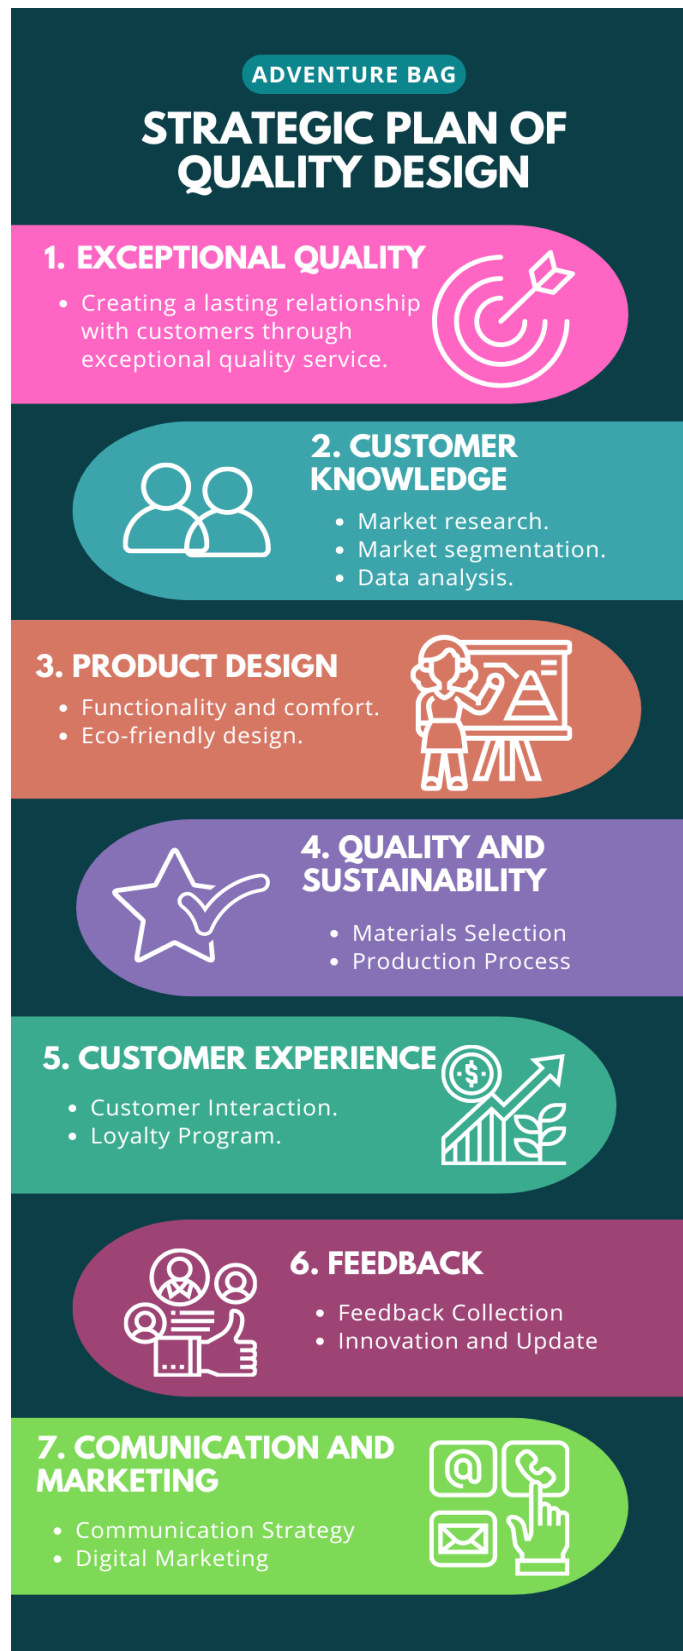 ADVENTURE BAG
STRATEGIC PLAN OF
QUALITY DESIGN
1. EXCEPTIONAL QUALITY
• Creating a lasting relationship
with customers through
exceptional quality service.
2. CUSTOMER
KNOWLEDGE
• Market research.
• Market segmentation.
• Data analysis.
3. PRODUCT DESIGN
• Functionality and comfort.
• Eco-friendly design.
4. QUALITY AND
SUSTAINABILITY
• Materials Selection
• Production Process
5. CUSTOMER EXPERIENCE
• Customer Interaction.
• Loyalty Program.
$
6. FEEDBACK
• Feedback Collection
• Innovation and Update
7. COMUNICATION AND
MARKETING
• Communication Strategy
• Digital Marketing
@